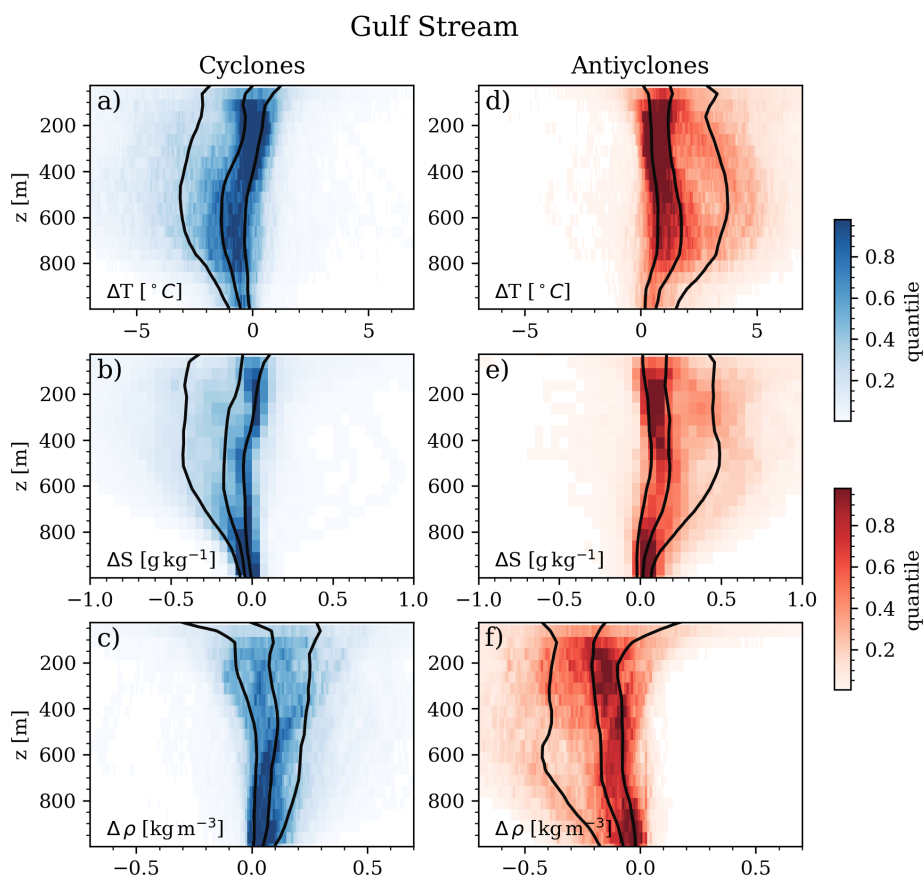 Gulf Stream
Cyclones
Antiyclones
a)
z [m]
200
400
600
800
ΔT [°C]
−5 0 5
d)
ΔT [°C]
−5 0 5
b)
z [m]
200
400
600
800
ΔS [g kg⁻¹]
−1.0 −0.5 0.0 0.5 1.0
e)
ΔS [g kg⁻¹]
−1.0 −0.5 0.0 0.5 1.0
c)
z [m]
200
400
600
800
Δ ρ [kg m⁻³]
−0.5 0.0 0.5
f)
Δ ρ [kg m⁻³]
−0.5 0.0 0.5
0.8
0.6
0.4
0.2
quantile
0.8
0.6
0.4
0.2
quantile